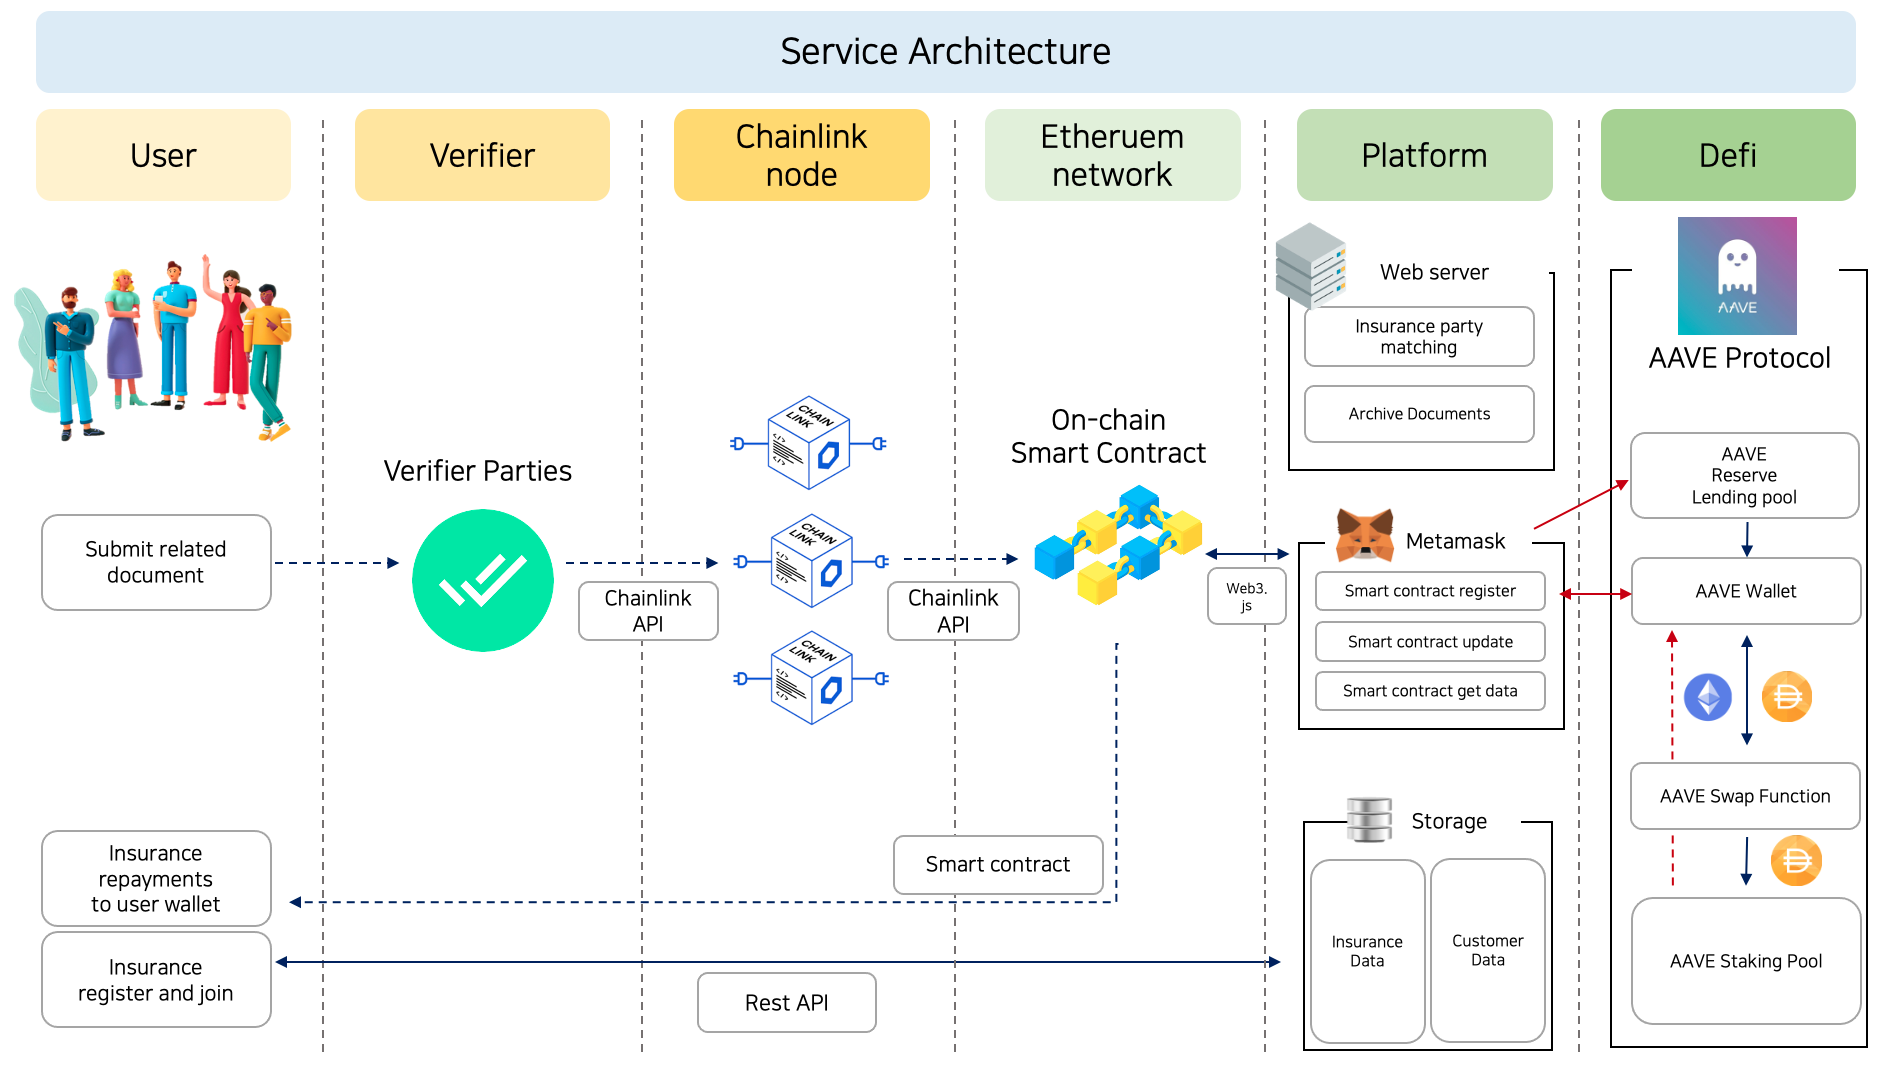 Service Architecture
User
Verifier
Chainlink
node
Etheruem
network
Platform
Defi
Web server
Insurance party
matching
Archive Documents
AAVE
AAVE Protocol
Verifier Parties
CHAIN
LINK
CHAIN
LINK
CHAIN
LINK
On-chain
Smart Contract
Submit related
document
Chainlink
API
Chainlink
API
Web3.
js
Metamask
Smart contract register
Smart contract update
Smart contract get data
AAVE
Reserve
Lending pool
AAVE Wallet
AAVE Swap Function
AAVE Staking Pool
Insurance
repayments
to user wallet
Smart contract
Insurance
register and join
Rest API
Storage
Insurance
Data
Customer
Data